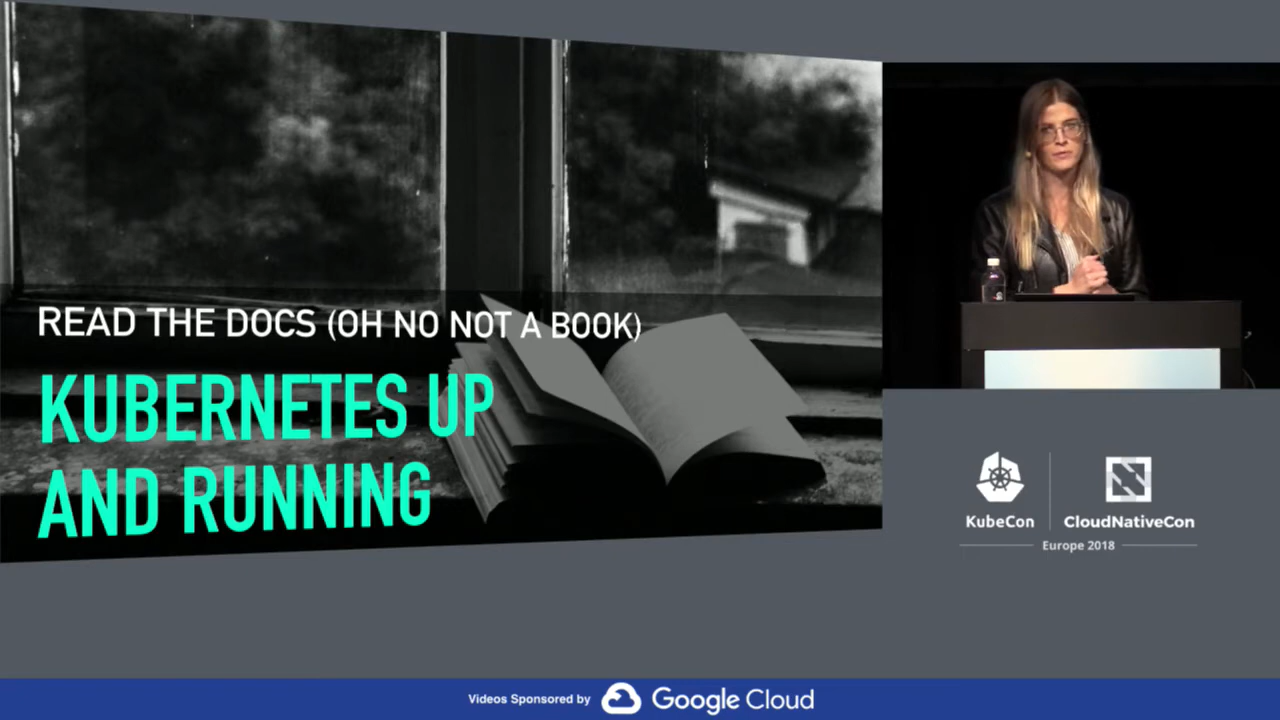 READ THE DOCS (OH NO NOT A BOOK)
KUBERNETES UP
AND RUNNING
KubeCon
CloudNativeCon
Europe 2018
Videos Sponsored by
Google Cloud